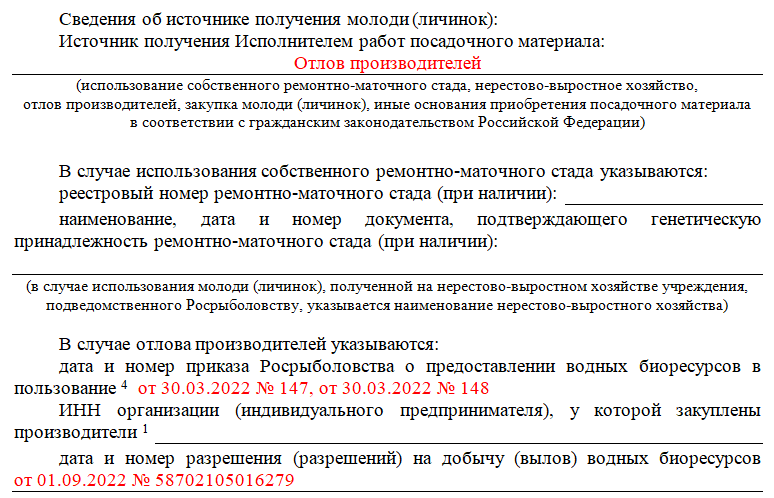 Сведения об источнике получения молоди (личинок):
Источник получения Исполнителем работ посадочного материала:
Отлов производителей
(использование собственного ремонтно-маточного стада, нерестово-выростное хозяйство,
отлов производителей, закупка молоди (личинок), иные основания приобретения посадочного материала
в соответствии с гражданским законодательством Российской Федерации)
В случае использования собственного ремонтно-маточного стада указываются:
реестровый номер ремонтно-маточного стада (при наличии):
наименование, дата и номер документа, подтверждающего генетическую
принадлежность ремонтно-маточного стада (при наличии):
(в случае использования молоди (личинок), полученной на нерестово-выростном хозяйстве учреждения,
подведомственного Росрыболовству, указывается наименование нерестово-выростного хозяйства)
В случае отлова производителей указываются:
дата и номер приказа Росрыболовства о предоставлении водных биоресурсов в
пользование 4 от 30.03.2022 № 147, от 30.03.2022 № 148
ИНН организации (индивидуального предпринимателя), у которой закуплены
производители 1
дата и номер разрешения (разрешений) на добычу (вылов) водных биоресурсов
от 01.09.2022 № 58702105016279